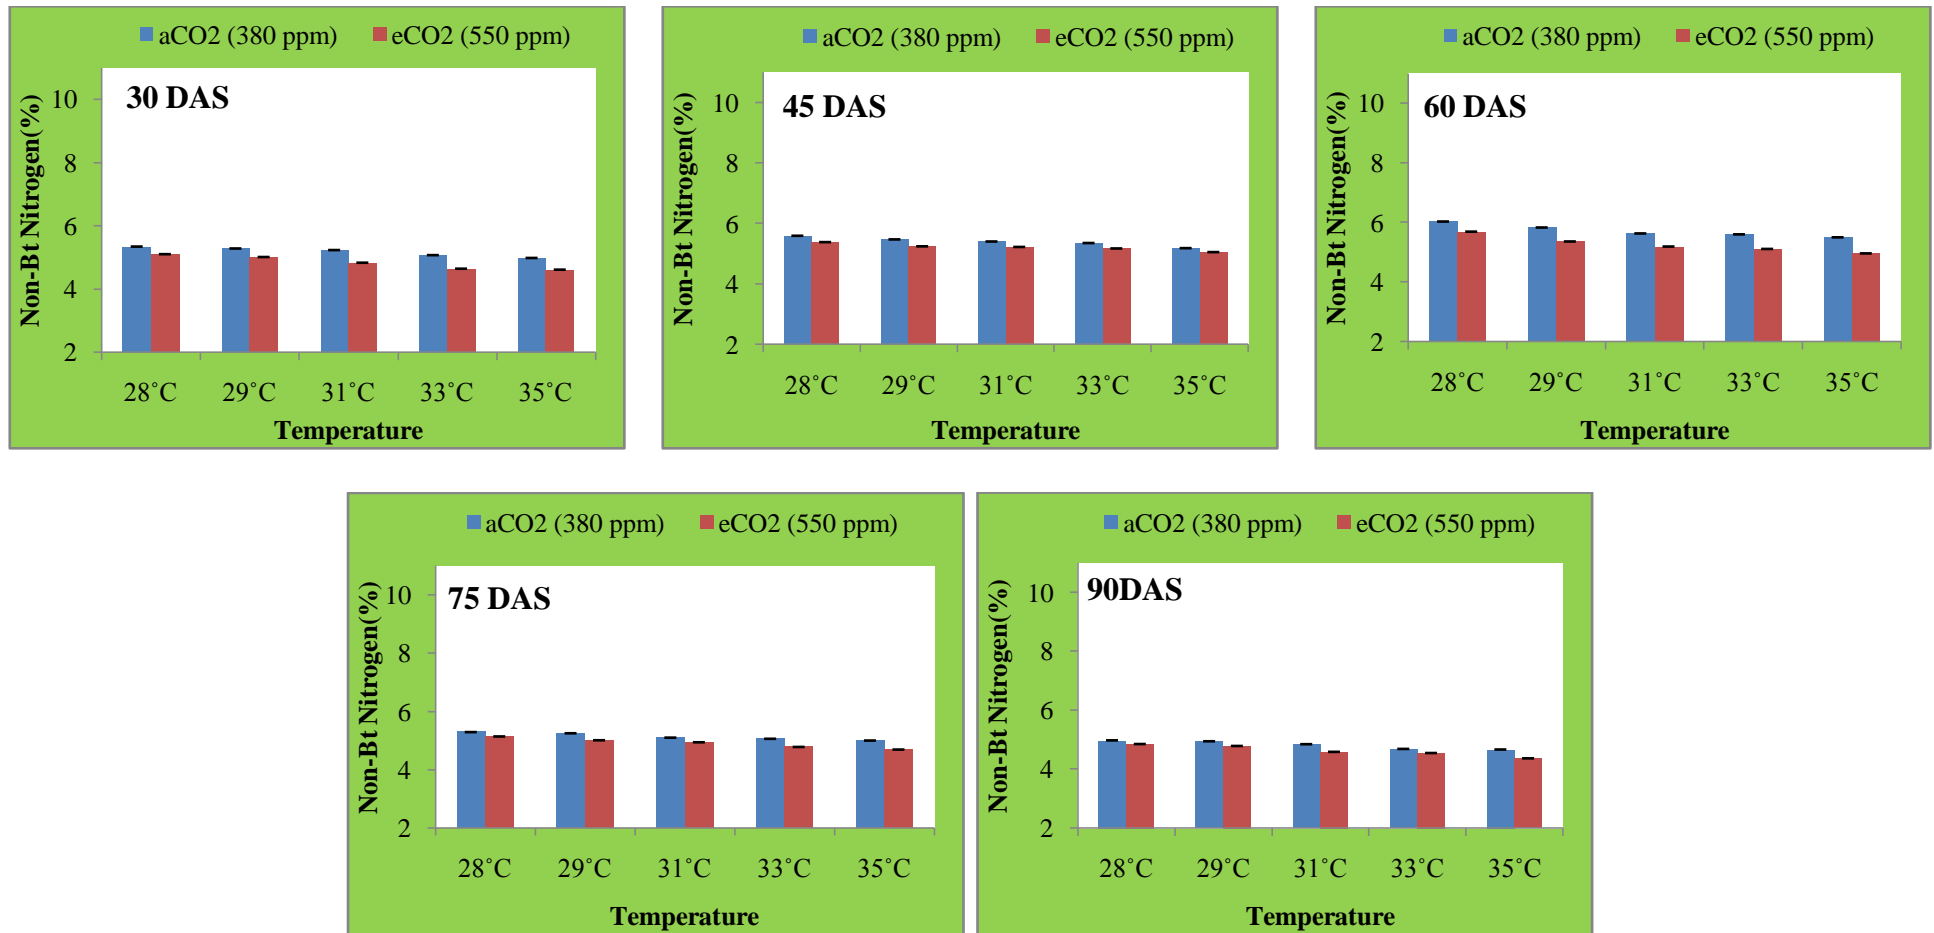 aCO2 (380 ppm) eCO2 (550 ppm)
30 DAS
Non-Bt Nitrogen(%)
10
8
6
4
2
28˚C 29˚C 31˚C 33˚C 35˚C
Temperature
aCO2 (380 ppm) eCO2 (550 ppm)
45 DAS
Non-Bt Nitrogen(%)
10
8
6
4
2
28˚C 29˚C 31˚C 33˚C 35˚C
Temperature
aCO2 (380 ppm) eCO2 (550 ppm)
60 DAS
Non-Bt Nitrogen(%)
10
8
6
4
2
28˚C 29˚C 31˚C 33˚C 35˚C
Temperature
aCO2 (380 ppm) eCO2 (550 ppm)
75 DAS
Non-Bt Nitrogen(%)
10
8
6
4
2
28˚C 29˚C 31˚C 33˚C 35˚C
Temperature
aCO2 (380 ppm) eCO2 (550 ppm)
90DAS
Non-Bt Nitrogen(%)
10
8
6
4
2
28˚C 29˚C 31˚C 33˚C 35˚C
Temperature